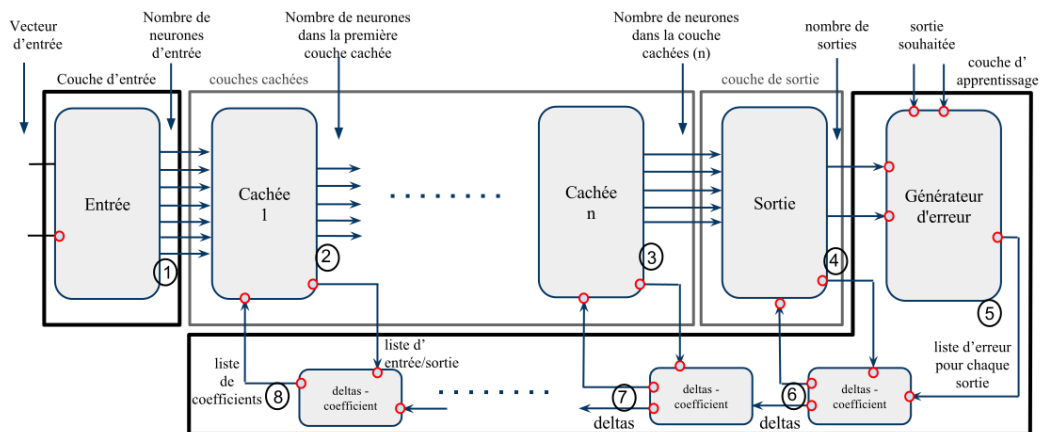 Vecteur
d'entrée
Nombre de
neurones
d'entrée
Nombre de neurones
dans la première
couche cachée
Nombre de neurones
dans la couche
cachées (n)
nombre
de sorties
sortie
souhaitée
Couche d'entrée
couches cachées
couche de sortie
couche d'
apprentissage
Entrée
Cachée
1
Cachée
n
Sortie
Générateur
d'erreur
1
2
3
4
5
liste
de
coefficients
8
liste d'
entrée/sortie
deltas -
coefficient
7
deltas
deltas -
coefficient
6
deltas
deltas -
coefficient
liste d'erreur
pour chaque
sortie